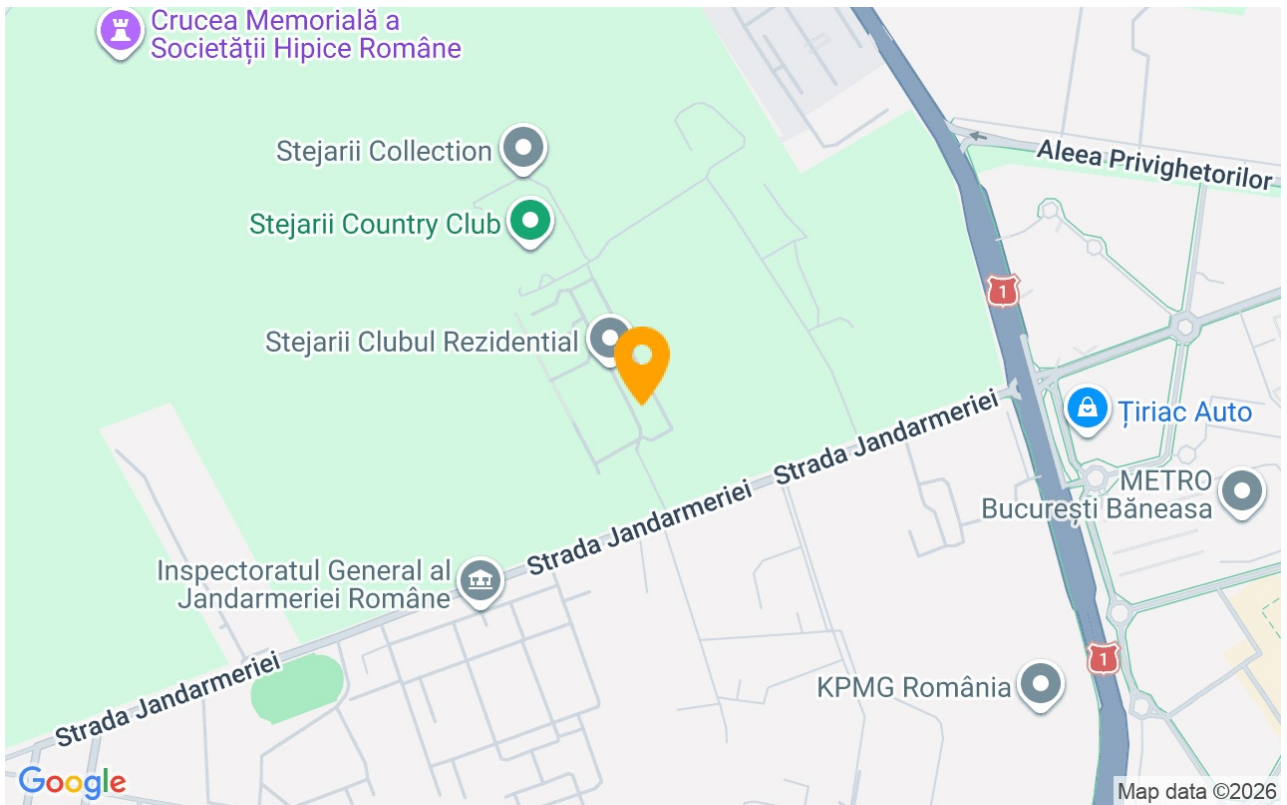 Crucea Memorială a
Societății Hipice Române
Stejarii Collection
Aleea Privighetorilor
Stejarii Country Club
1
Stejarii Clubul Rezidential
Țiriac Auto
Strada Jandarmeriei
METRO
București Băneasa
Strada Jandarmeriei
Inspectoratul General al
Jandarmeriei Române
1
KPMG România
Strada Jandarmeriei
Google
Map data ©2026